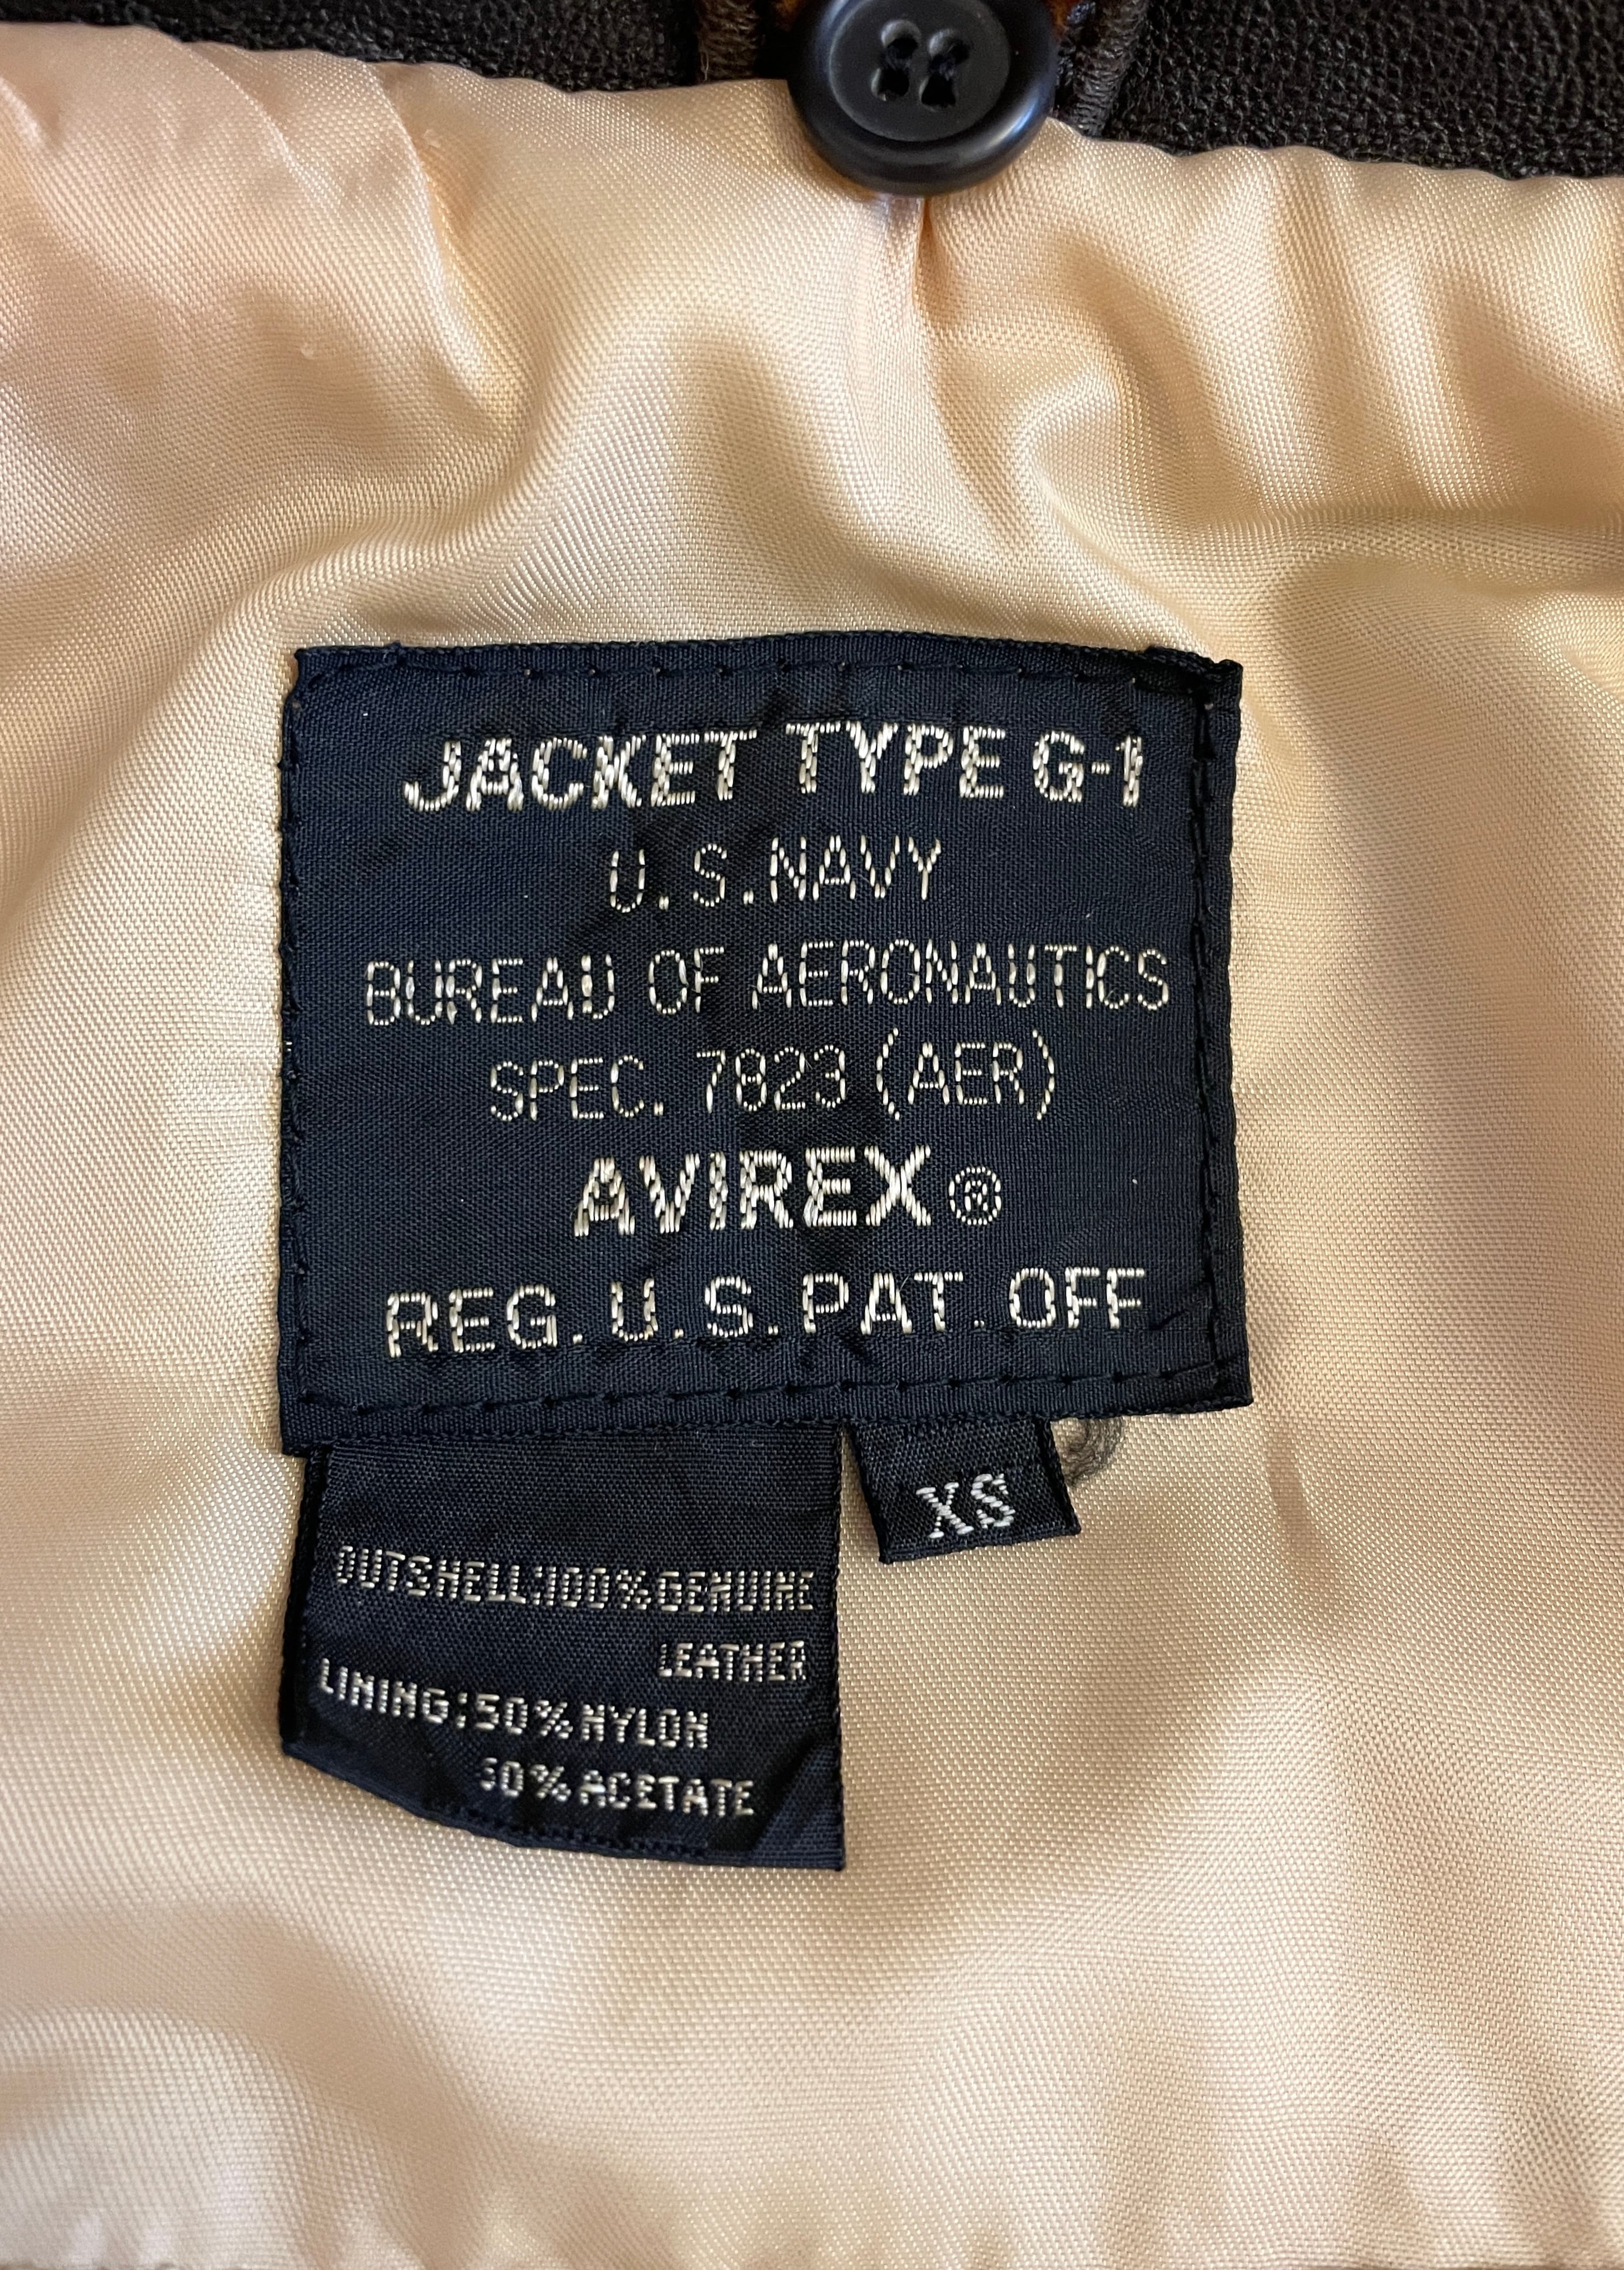 JACKET TYPE G-1
U.S.NAVY
BUREAU OF AERONAUTICS
SPEC. 7823 (AER)
AVIREX ®
REG. U.S. PAT. OFF
XS
OUTSHELL:100%GENUINE
LEATHER
LINING:50%NYLON
50%ACETATE